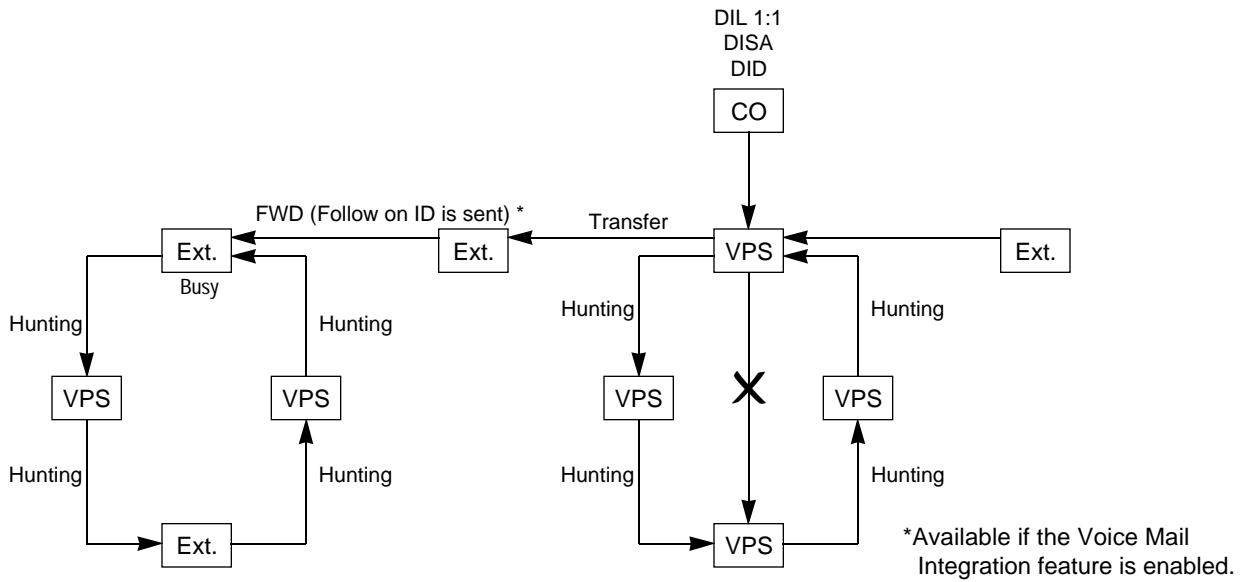 DIL 1:1
DISA
DID
CO
FWD (Follow on ID is sent) *
Transfer
Ext.
Busy
Ext.
VPS
Ext.
Hunting
Hunting
Hunting
Hunting
VPS
VPS
VPS
X
VPS
Hunting
Hunting
Hunting
Hunting
Ext.
VPS
*Available if the Voice Mail
Integration feature is enabled.